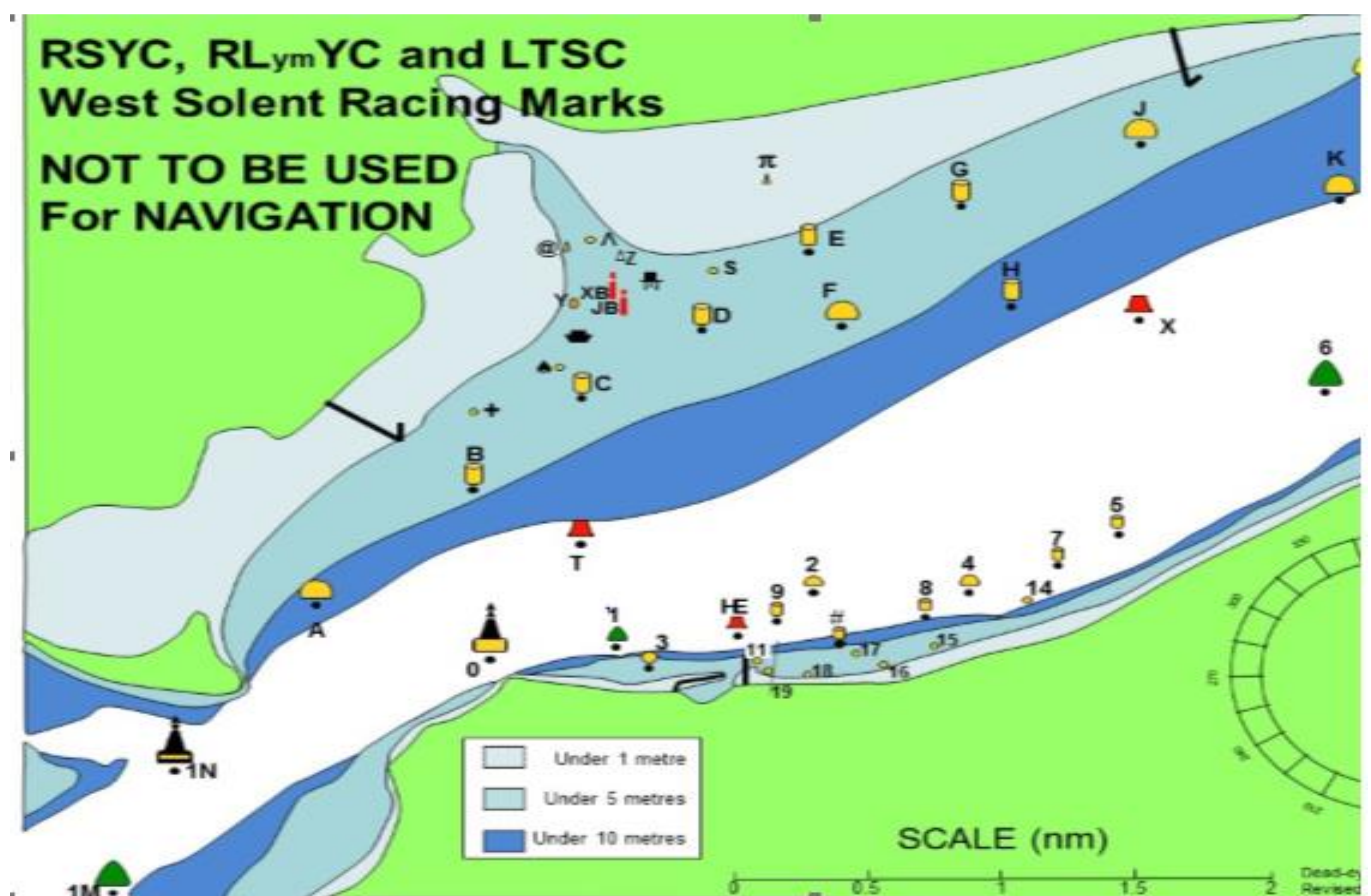 RSYC, RLymYC and LTSC
West Solent Racing Marks
NOT TO BE USED
For NAVIGATION
J
π
G
K
@
Λ
Z
S
E
XB
Y
JB
D
F
H
X
6
C
+
B
T
5
7
2
4
14
A
HE
9
8
1
#
0
3
11
17
15
18
16
19
1N
Under 1 metre
Under 5 metres
Under 10 metres
SCALE (nm)
0 0.5 1 1.5 2
1M
Dead-
Revise